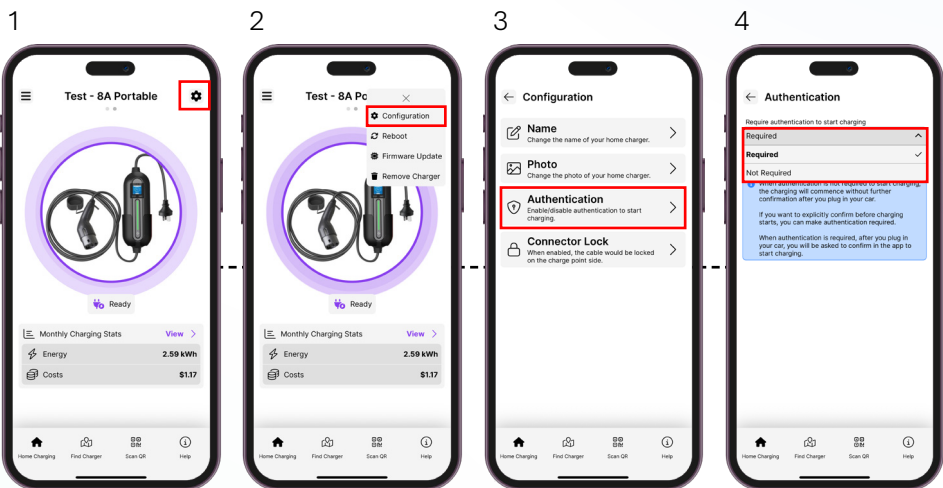 1
Test - 8A Portable
Ready
Monthly Charging Stats
View >
Energy
2.59 kWh
Costs
$1.17
Home Charging
Find Charger
Scan QR
Help
2
Test - 8A Po
Configuration
Reboot
Firmware Update
Remove Charger
Ready
Monthly Charging Stats
View >
Energy
2.59 kWh
Costs
$1.17
Home Charging
Find Charger
Scan QR
Help
3
Configuration
Name
Change the name of your home charger.
Photo
Change the photo of your home charger.
Authentication
Enable/disable authentication to start
charging.
Connector Lock
When enabled, the cable would be locked
on the charge point side.
Home Charging
Find Charger
Scan QR
Help
4
Authentication
Require authentication to start charging
Required
Required
Not Required
When authentication is not required to start charging,
the charging will commence without further
confirmation after you plug in your car.
If you want to explicitly confirm before charging
starts, you can make authentication required.
When authentication is required, after you plug in
your car, you will be asked to confirm in the app to
start charging.
Home Charging
Find Charger
Scan QR
Help